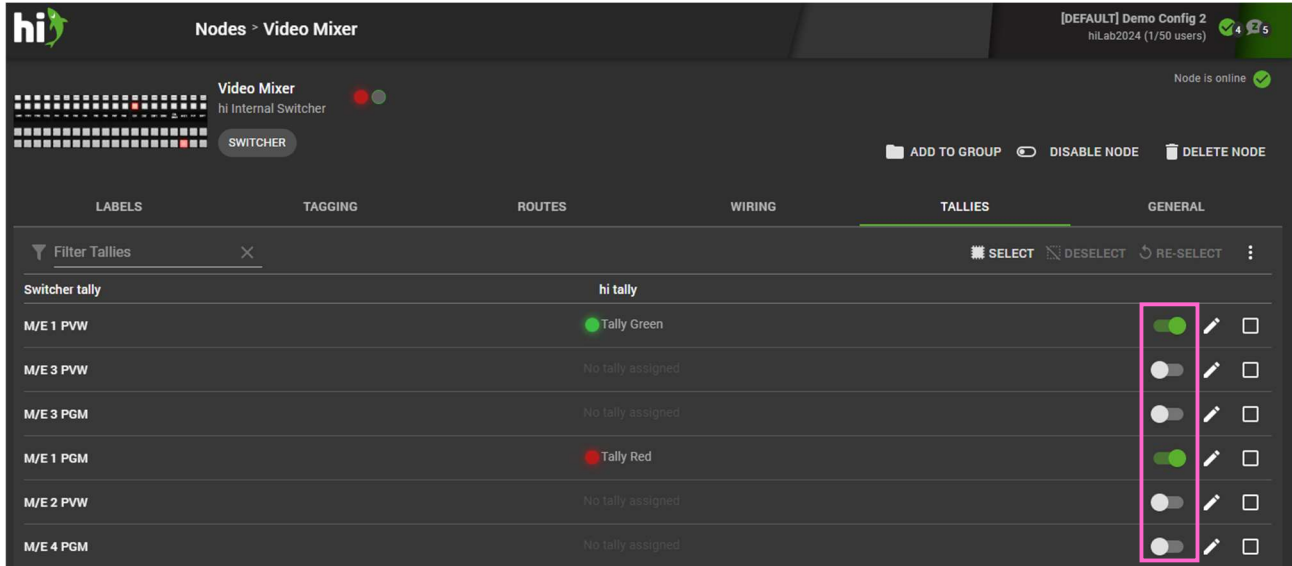 hi
Nodes > Video Mixer
[DEFAULT] Demo Config 2
hiLab2024 (1/50 users)
4 5
Node is online
Video Mixer
hi Internal Switcher
SWITCHER
ADD TO GROUP DISABLE NODE DELETE NODE
LABELS TAGGING ROUTES WIRING TALLIES GENERAL
Filter Tallies SELECT DESELECT RE-SELECT
Switcher tally hi tally
M/E 1 PVW Tally Green
M/E 3 PVW No tally assigned
M/E 3 PGM No tally assigned
M/E 1 PGM Tally Red
M/E 2 PVW No tally assigned
M/E 4 PGM No tally assigned